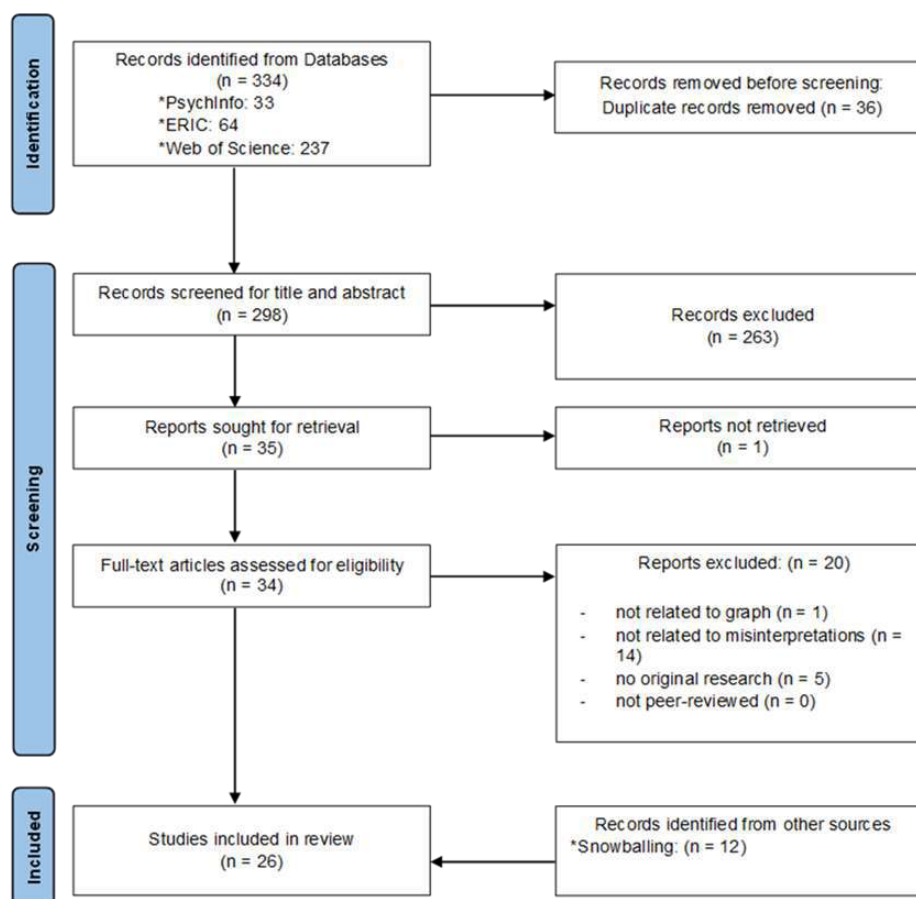 Identification
Records identified from Databases
(n = 334)
*PsychInfo: 33
*ERIC: 64
*Web of Science: 237
Records removed before screening:
Duplicate records removed (n = 36)
Screening
Records screened for title and abstract
(n = 298)
Records excluded
(n = 263)
Reports sought for retrieval
(n = 35)
Reports not retrieved
(n = 1)
Full-text articles assessed for eligibility
(n = 34)
Reports excluded: (n = 20)
- not related to graph (n = 1)
- not related to misinterpretations (n =
14)
- no original research (n = 5)
- not peer-reviewed (n = 0)
Included
Studies included in review
(n = 26)
Records identified from other sources
*Snowballing: (n = 12)